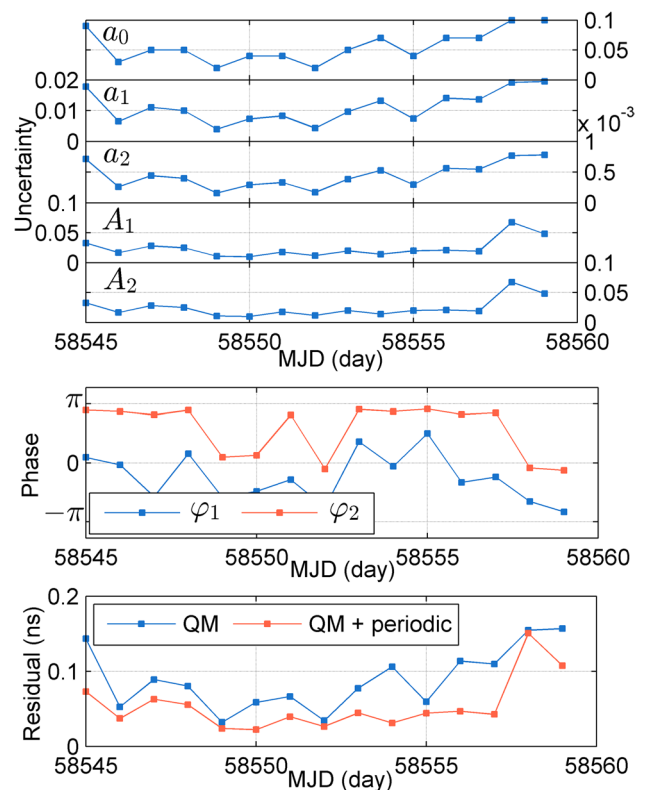 a₀
0.1
0.05
0
0.02
a₁
0.01
0
x 10⁻³
1
a₂
0.5
0
0.1
A₁
0.05
0
0.1
A₂
0.05
0
Uncertainty
58545 58550 58555 58560
MJD (day)
π
0
−π
Phase
φ₁ φ₂
58545 58550 58555 58560
MJD (day)
0.2
0.1
0
Residual (ns)
QM QM + periodic
58545 58550 58555 58560
MJD (day)